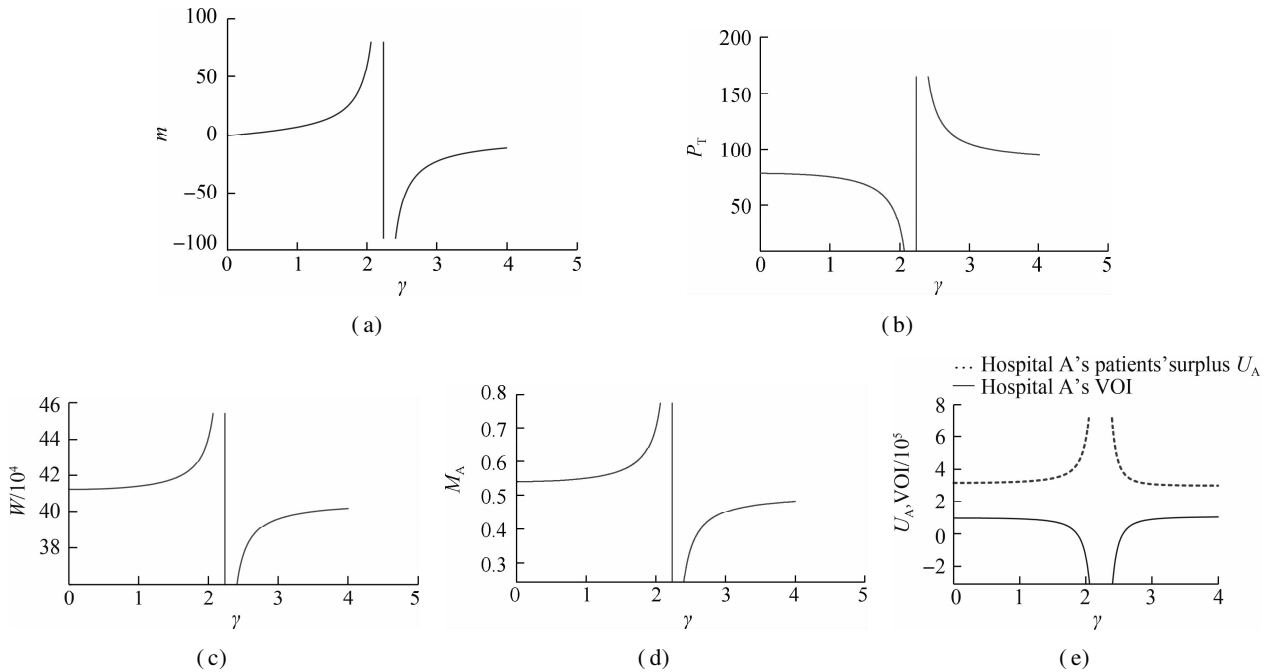 100
50
0
−50
−100
m
0 1 2 3 4 5
γ
(a)
200
150
100
50
P_T
0 1 2 3 4 5
γ
(b)
46
44
42
40
38
W/10⁴
0 1 2 3 4 5
γ
(c)
0.8
0.7
0.6
0.5
0.4
0.3
M_A
0 1 2 3 4 5
γ
(d)
Hospital A's patients'surplus U_A
Hospital A's VOI
8
6
4
2
0
−2
U_A,VOI/10⁵
0 1 2 3 4
γ
(e)